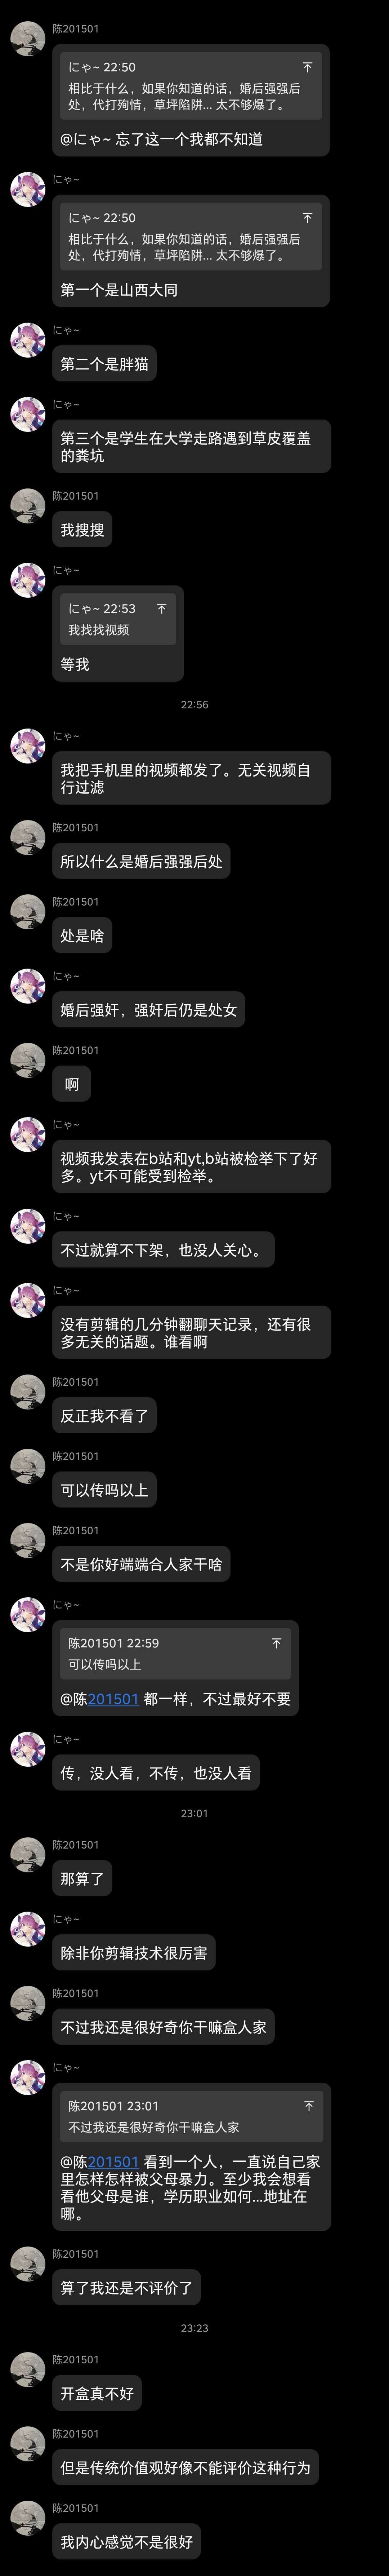 陈201501
にゃ~ 22:50
相比于什么，如果你知道的话，婚后强强后
处，代打殉情，草坪陷阱... 太不够爆了。
@にゃ~ 忘了这一个我都不知道
にゃ~
にゃ~ 22:50
相比于什么，如果你知道的话，婚后强强后
处，代打殉情，草坪陷阱... 太不够爆了。
第一个是山西大同
にゃ~
第二个是胖猫
にゃ~
第三个是学生在大学走路遇到草皮覆盖
的粪坑
陈201501
我搜搜
にゃ~
にゃ~ 22:53
我找找视频
等我
22:56
にゃ~
我把手机里的视频都发了。无关视频自
行过滤
陈201501
所以什么是婚后强强后处
陈201501
处是啥
にゃ~
婚后强奸，强奸后仍是处女
陈201501
啊
にゃ~
视频我发表在b站和yt,b站被检举下了好
多。yt不可能受到检举。
にゃ~
不过就算不下架，也没人关心。
にゃ~
没有剪辑的几分钟翻聊天记录，还有很
多无关的话题。谁看啊
陈201501
反正我不看了
陈201501
可以传吗以上
陈201501
不是你好端端合人家干啥
にゃ~
陈201501 22:59
可以传吗以上
@陈201501 都一样，不过最好不要
にゃ~
传，没人看，不传，也没人看
23:01
陈201501
那算了
にゃ~
除非你剪辑技术很厉害
陈201501
不过我还是很好奇你干嘛盒人家
にゃ~
陈201501 23:01
不过我还是很好奇你干嘛盒人家
@陈201501 看到一个人，一直说自己家
里怎样怎样被父母暴力。至少我会想看
看他父母是谁，学历职业如何...地址在
哪。
陈201501
算了我还是不评价了
23:23
陈201501
开盒真不好
陈201501
但是传统价值观好像不能评价这种行为
陈201501
我内心感觉不是很好